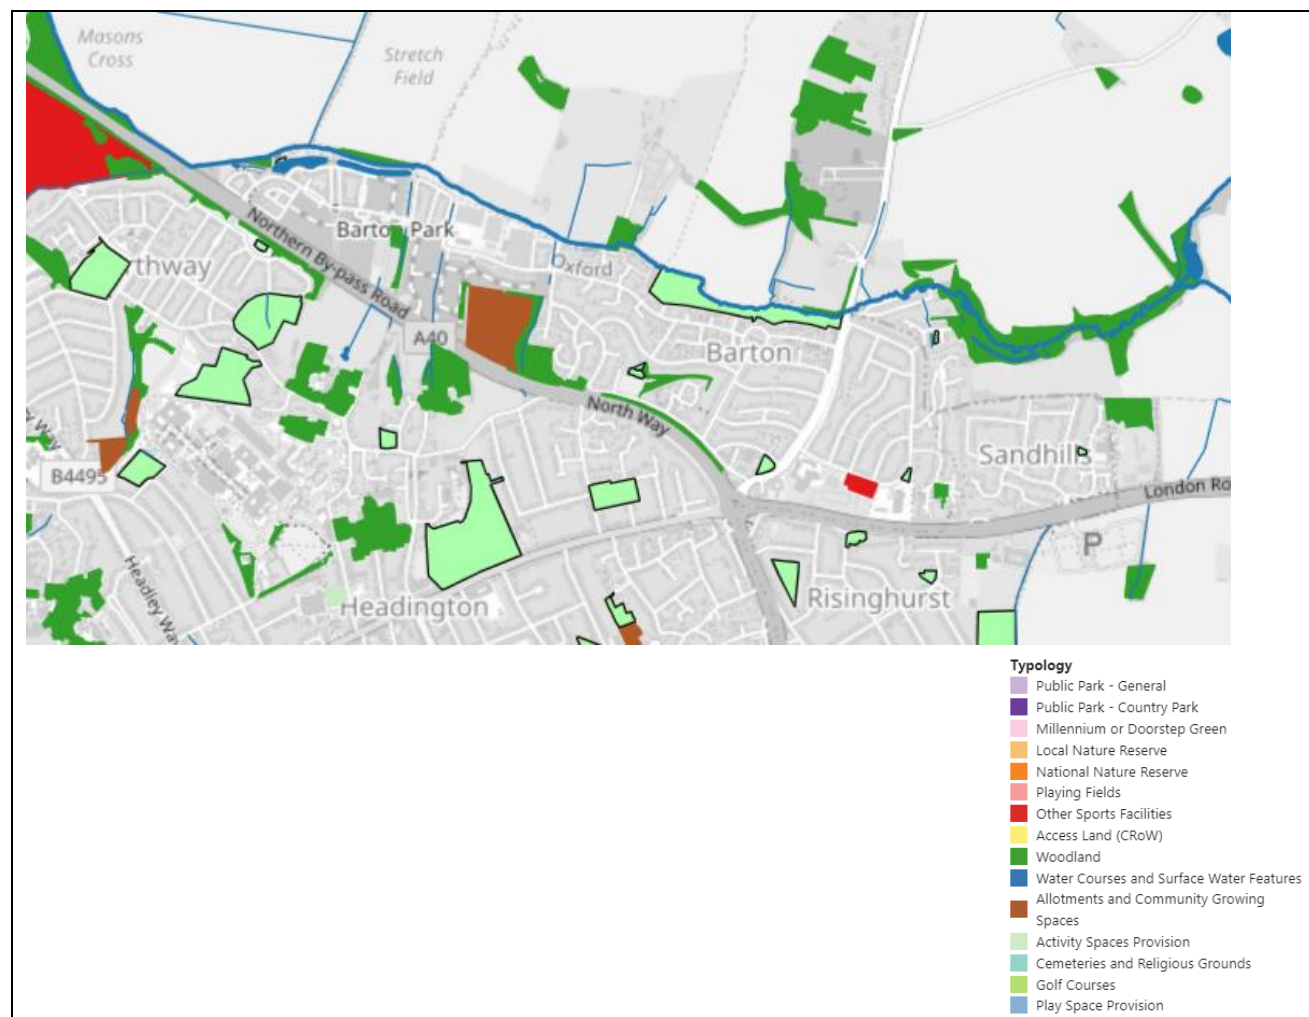 Masons
Cross
Stretch
Field
Northern By-pass Road
Barton Park
rthway
Oxford
A40
Barton
North Way
y Way
B4495
Sandhills
London Ro
P
Headley Wa
Headington
Risinghurst
Typology
Public Park - General
Public Park - Country Park
Millennium or Doorstep Green
Local Nature Reserve
National Nature Reserve
Playing Fields
Other Sports Facilities
Access Land (CRoW)
Woodland
Water Courses and Surface Water Features
Allotments and Community Growing
Spaces
Activity Spaces Provision
Cemeteries and Religious Grounds
Golf Courses
Play Space Provision